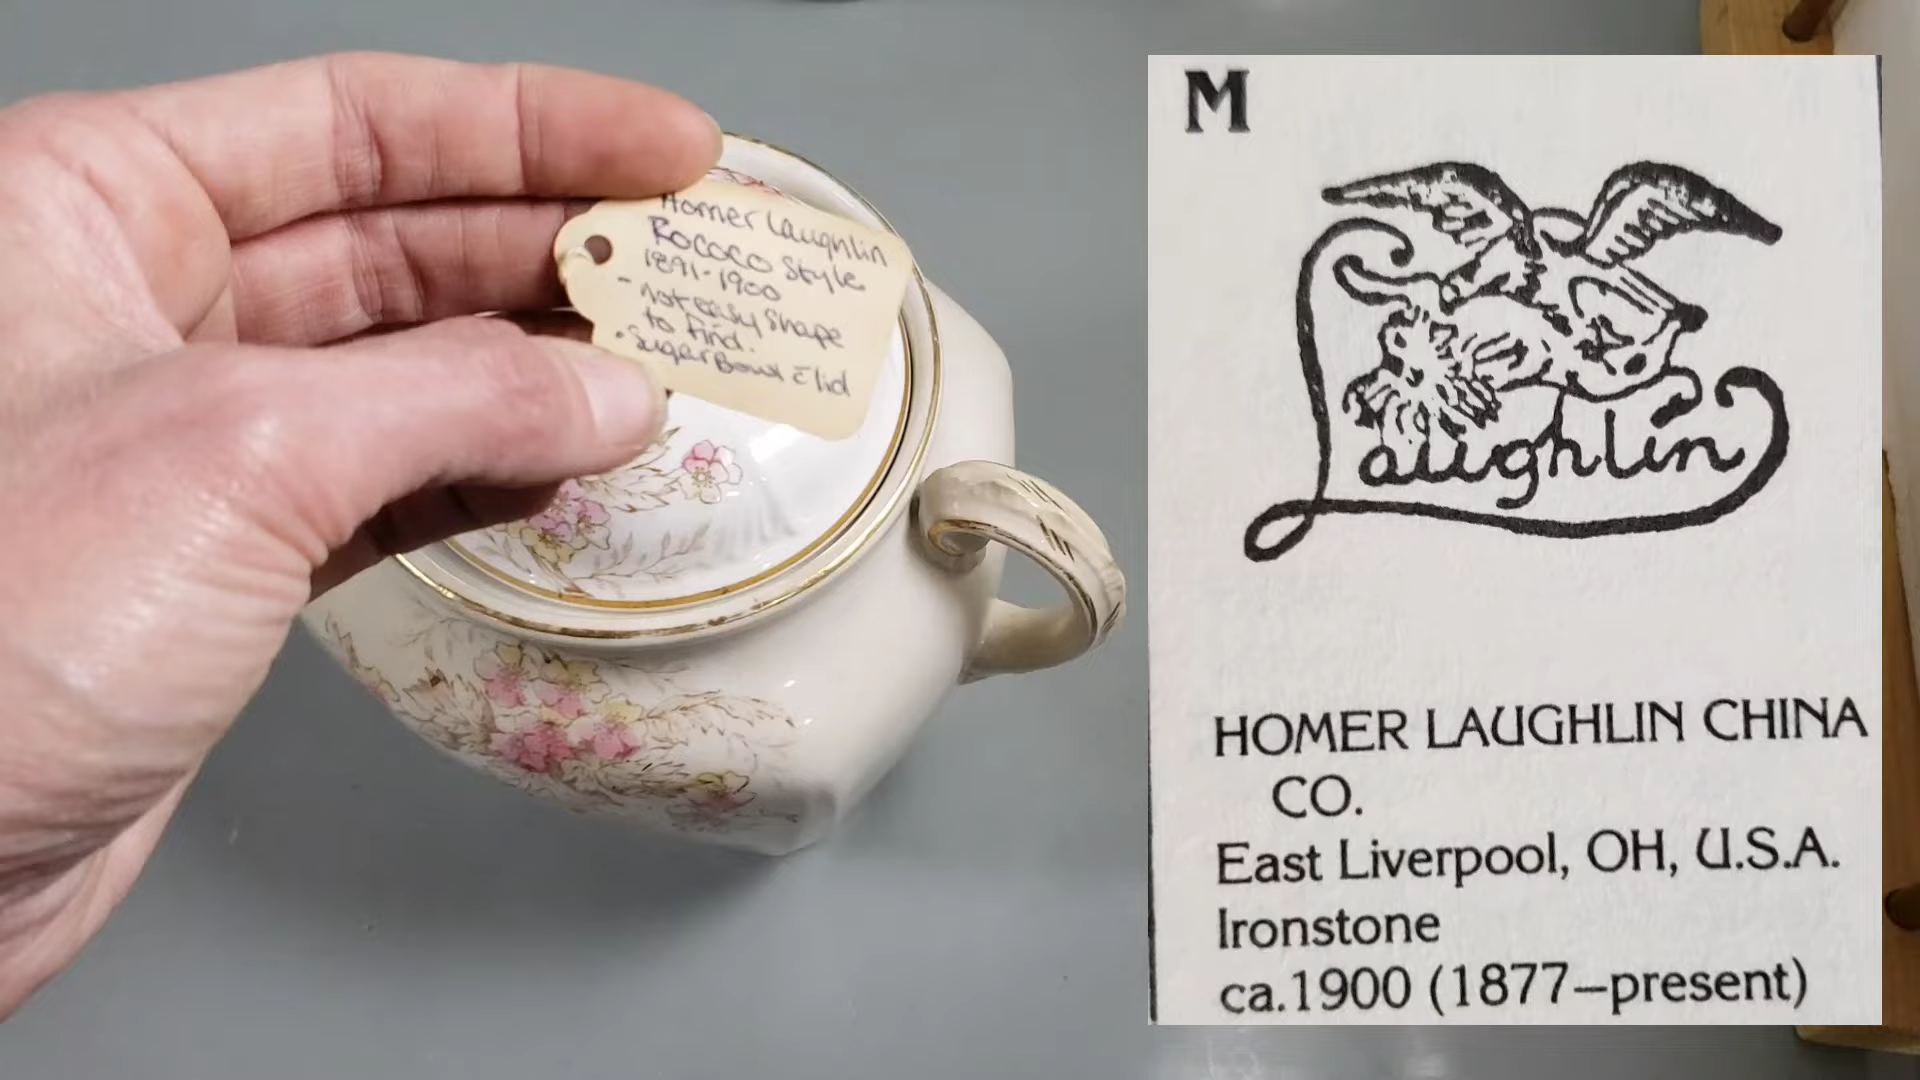 Homer Laughlin
Rococo Style
1891-1900
- not easy shape
to find.
• Sugar Bowl c̄ lid
M
Laughlin
HOMER LAUGHLIN CHINA
CO.
East Liverpool, OH, U.S.A.
Ironstone
ca.1900 (1877–present)